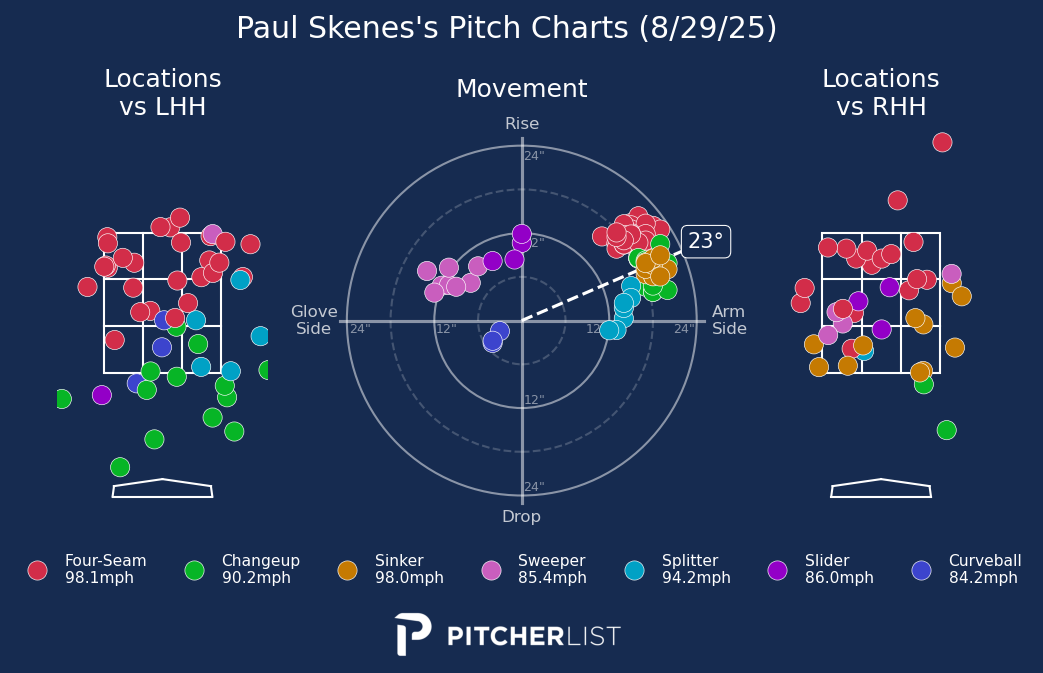 Paul Skenes's Pitch Charts (8/29/25)
Locations
vs LHH
Movement
Locations
vs RHH
Rise
24"
2"
23°
Glove
Side
24"
12"
12
24"
Arm
Side
12"
24"
Drop
Four-Seam
98.1mph
Changeup
90.2mph
Sinker
98.0mph
Sweeper
85.4mph
Splitter
94.2mph
Slider
86.0mph
Curveball
84.2mph
PITCHERLIST